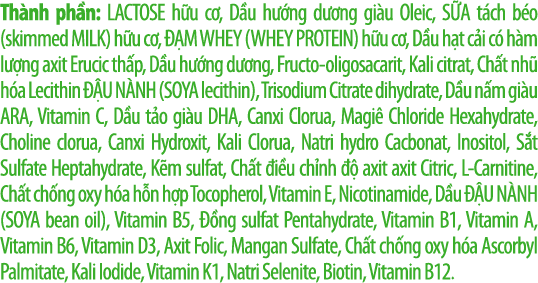 Thành phần: LACTOSE hữu cơ, Dầu hướng dương giàu Oleic, SỮA tách béo
(skimmed MILK) hữu cơ, ĐẠM WHEY (WHEY PROTEIN) hữu cơ, Dầu hạt cải có hàm
lượng axit Erucic thấp, Dầu hướng dương, Fructo-oligosacarit, Kali citrat, Chất nhũ
hóa Lecithin ĐẬU NÀNH (SOYA lecithin), Trisodium Citrate dihydrate, Dầu nấm giàu
ARA, Vitamin C, Dầu tảo giàu DHA, Canxi Clorua, Magiê Chloride Hexahydrate,
Choline clorua, Canxi Hydroxit, Kali Clorua, Natri hydro Cacbonat, Inositol, Sắt
Sulfate Heptahydrate, Kẽm sulfat, Chất điều chỉnh độ axit axit Citric, L-Carnitine,
Chất chống oxy hóa hỗn hợp Tocopherol, Vitamin E, Nicotinamide, Dầu ĐẬU NÀNH
(SOYA bean oil), Vitamin B5, Đồng sulfat Pentahydrate, Vitamin B1, Vitamin A,
Vitamin B6, Vitamin D3, Axit Folic, Mangan Sulfate, Chất chống oxy hóa Ascorbyl
Palmitate, Kali Iodide, Vitamin K1, Natri Selenite, Biotin, Vitamin B12.